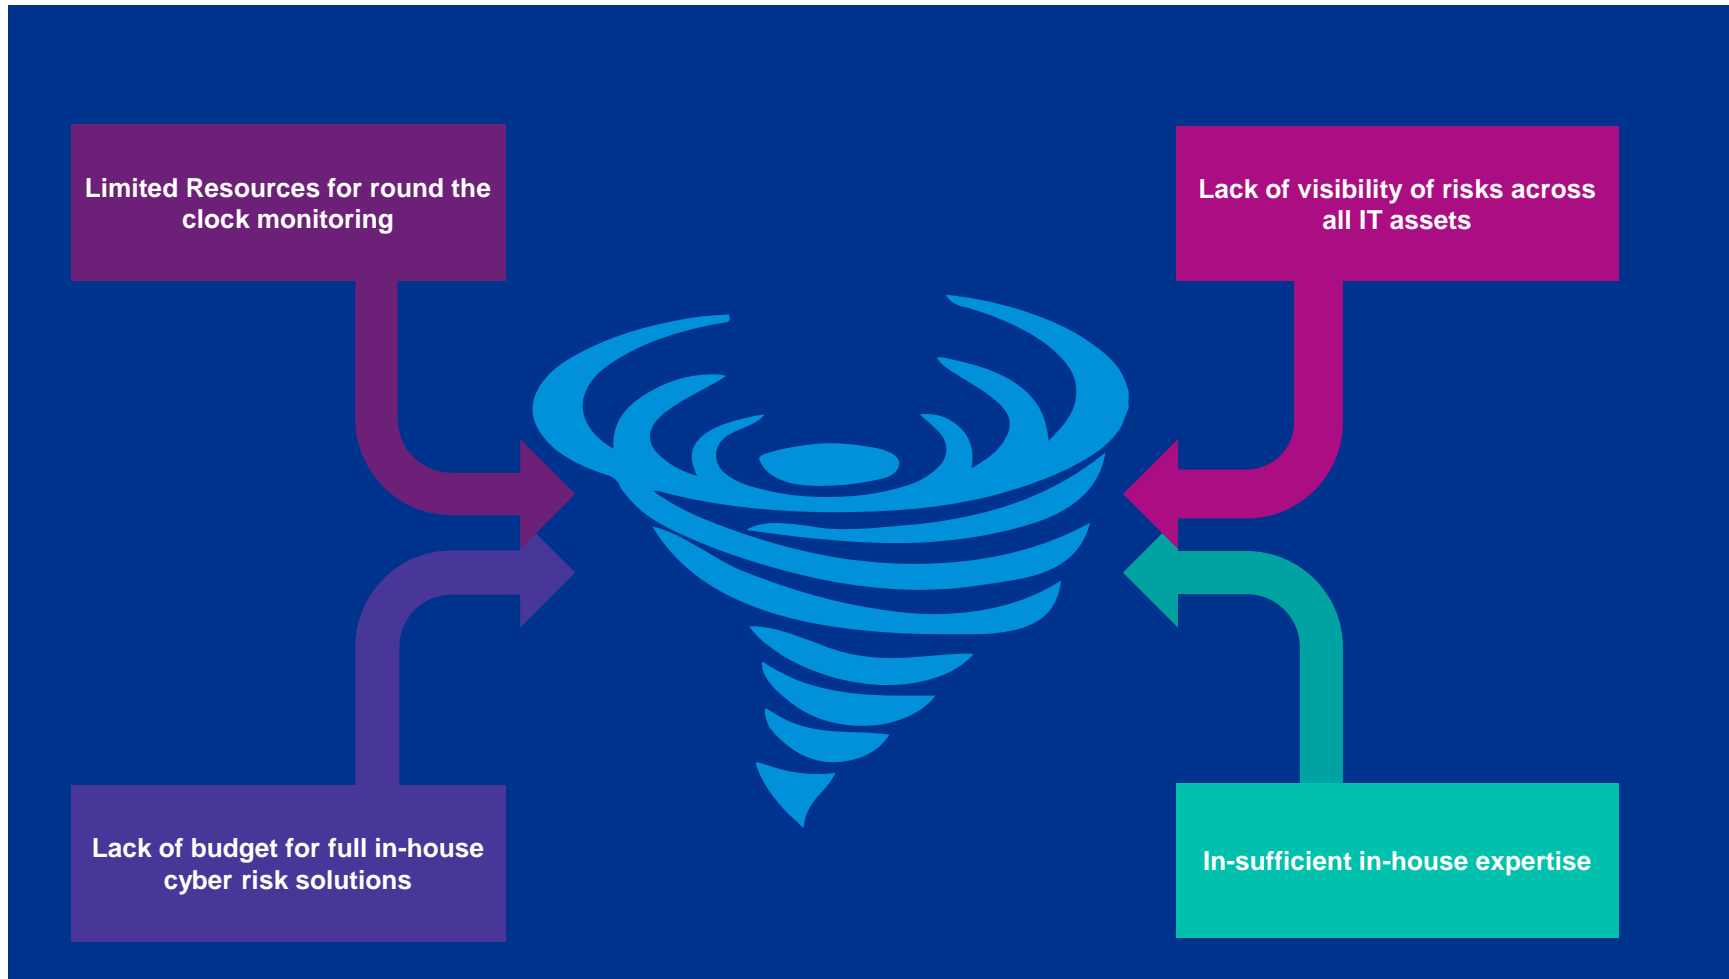 Limited Resources for round the
clock monitoring
Lack of visibility of risks across
all IT assets
Lack of budget for full in-house
cyber risk solutions
In-sufficient in-house expertise